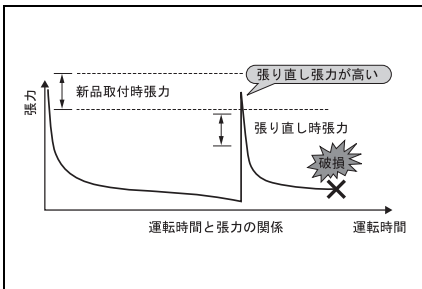 張り直し張力が高い
新品取付時張力
張力
張り直し時張力
破損
運転時間と張力の関係
運転時間